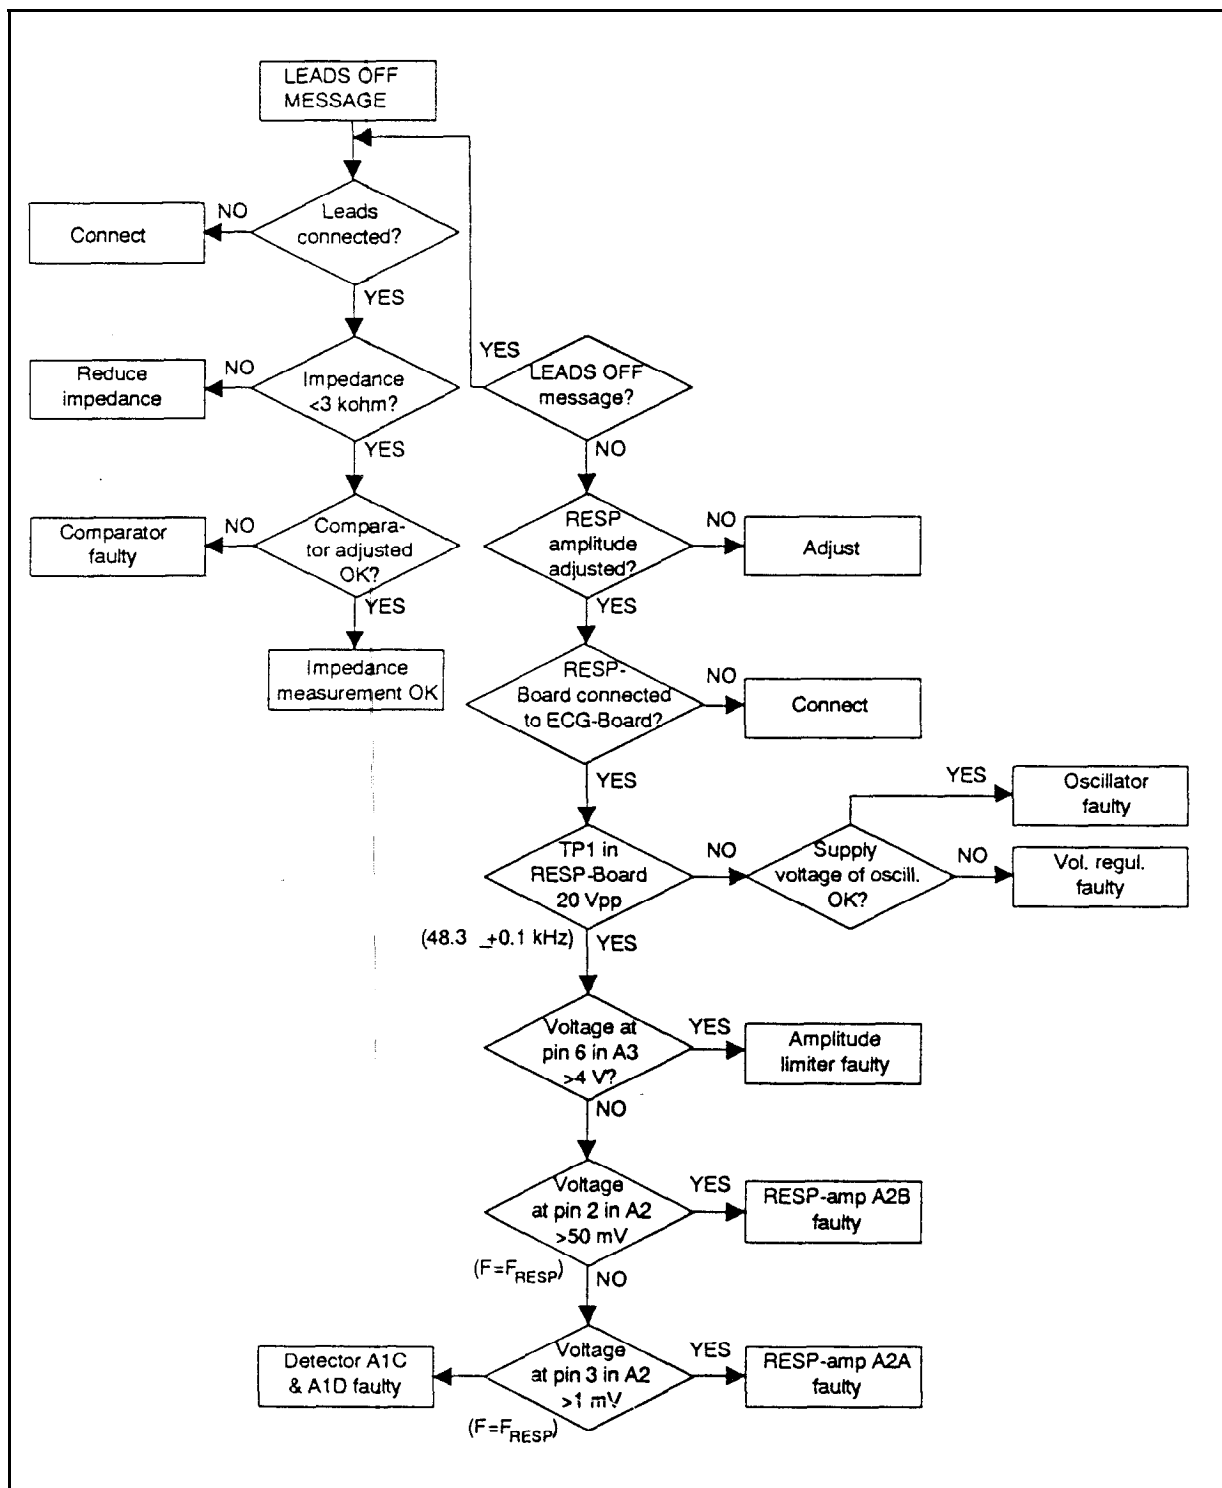 LEADS OFF
MESSAGE
Leads
connected?
NO
Connect
YES
Impedance
<3 kohm?
NO
Reduce
impedance
YES
Compara-
tor adjusted
OK?
NO
Comparator
faulty
YES
Impedance
measurement OK
YES
LEADS OFF
message?
NO
RESP
amplitude
adjusted?
NO
Adjust
YES
RESP-
Board connected
to ECG-Board?
NO
Connect
YES
TP1 in
RESP-Board
20 Vpp
(48.3 ±0.1 kHz)
NO
Supply
voltage of oscill.
OK?
YES
Oscillator
faulty
NO
Vol. regul.
faulty
YES
Voltage at
pin 6 in A3
>4 V?
YES
Amplitude
limiter faulty
NO
Voltage
at pin 2 in A2
>50 mV
(F=FRESP)
YES
RESP-amp A2B
faulty
NO
Voltage
at pin 3 in A2
>1 mV
(F=FRESP)
YES
RESP-amp A2A
faulty
Detector A1C
& A1D faulty